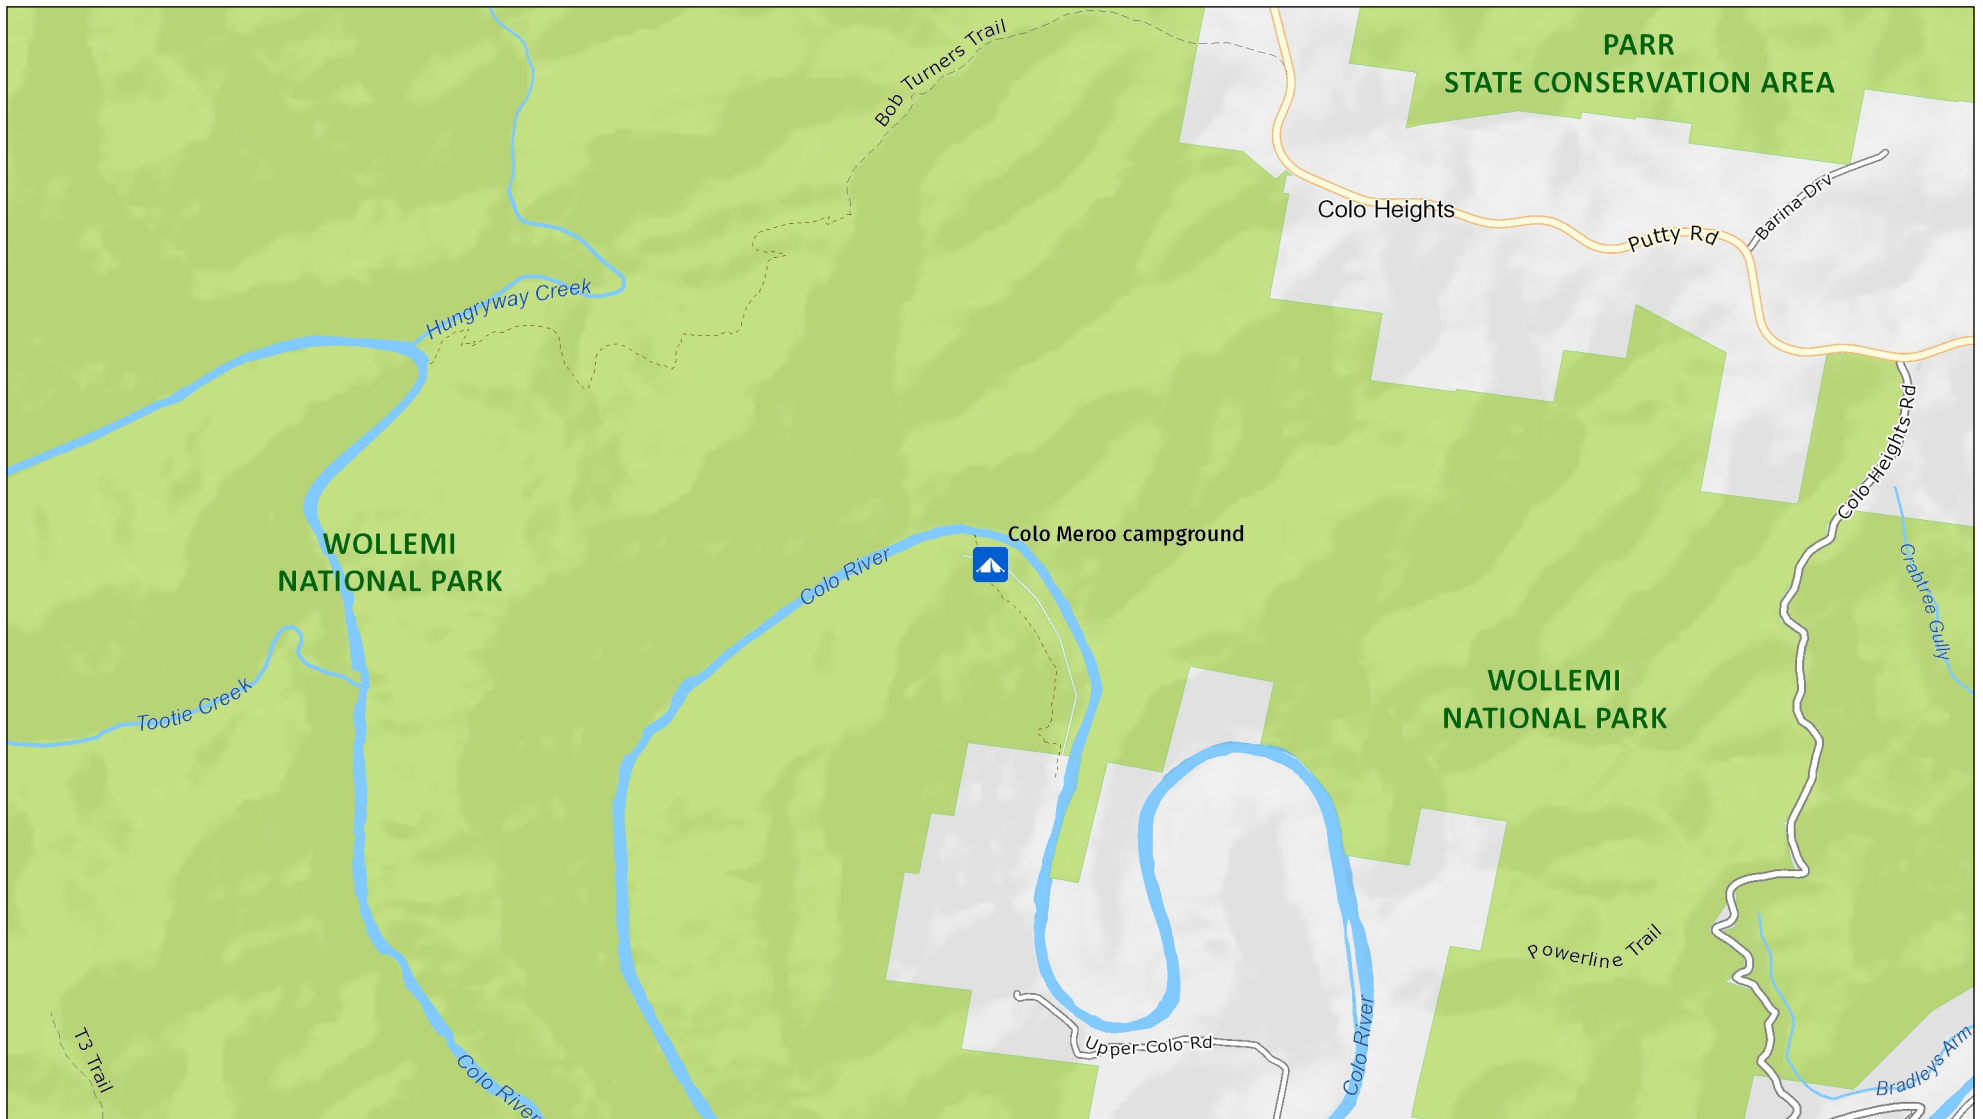 Bob Turners Trail
PARR
STATE CONSERVATION AREA
Colo Heights
Putty Rd
Barina Drv
Hungryway Creek
Colo Heights Rd
WOLLEMI
NATIONAL PARK
Colo Meroo campground
Colo River
Crabtree Gully
Tootie Creek
WOLLEMI
NATIONAL PARK
Powerline Trail
T3 Trail
Colo River
Upper Colo Rd
Colo River
Bradleys Arm